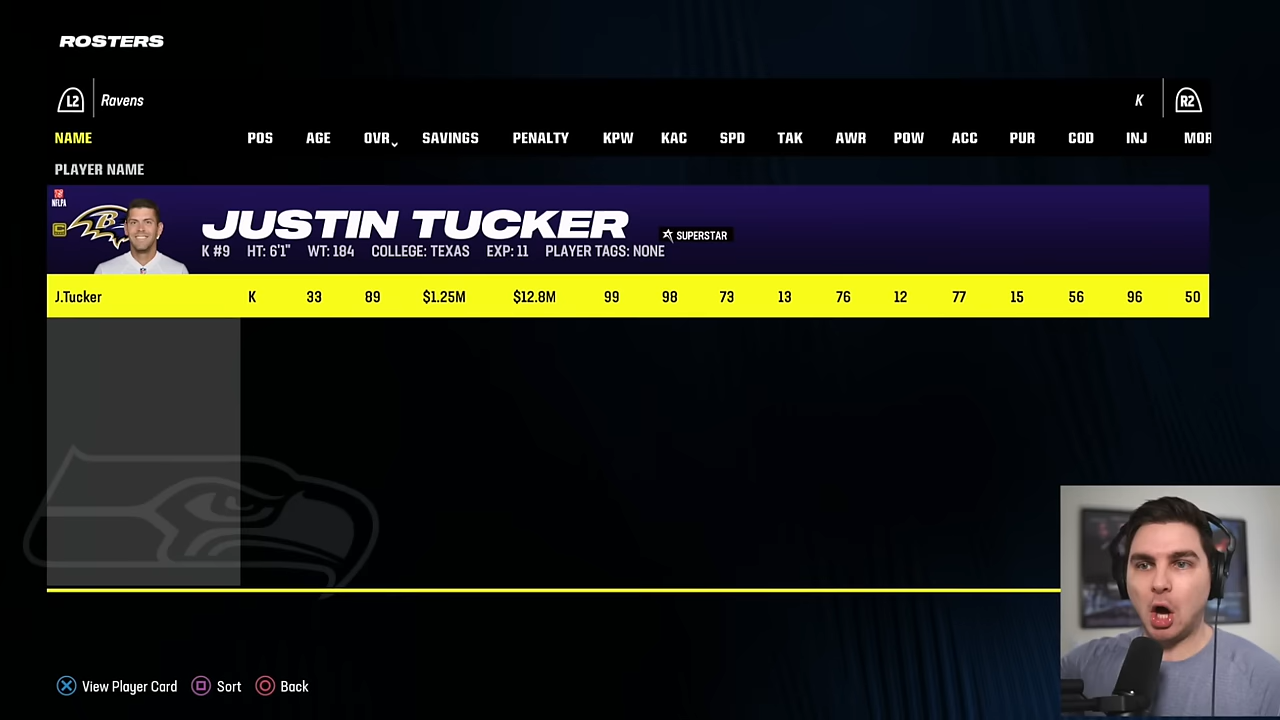 ROSTERS
L2 Ravens K R2
NAME POS AGE OVR SAVINGS PENALTY KPW KAC SPD TAK AWR POW ACC PUR COD INJ MOR
PLAYER NAME
NFLPA
C
JUSTIN TUCKER SUPERSTAR
K #9 HT: 6'1" WT: 184 COLLEGE: TEXAS EXP: 11 PLAYER TAGS: NONE
J.Tucker K 33 89 $1.25M $12.8M 99 98 73 13 76 12 77 15 56 96 50
View Player Card Sort Back